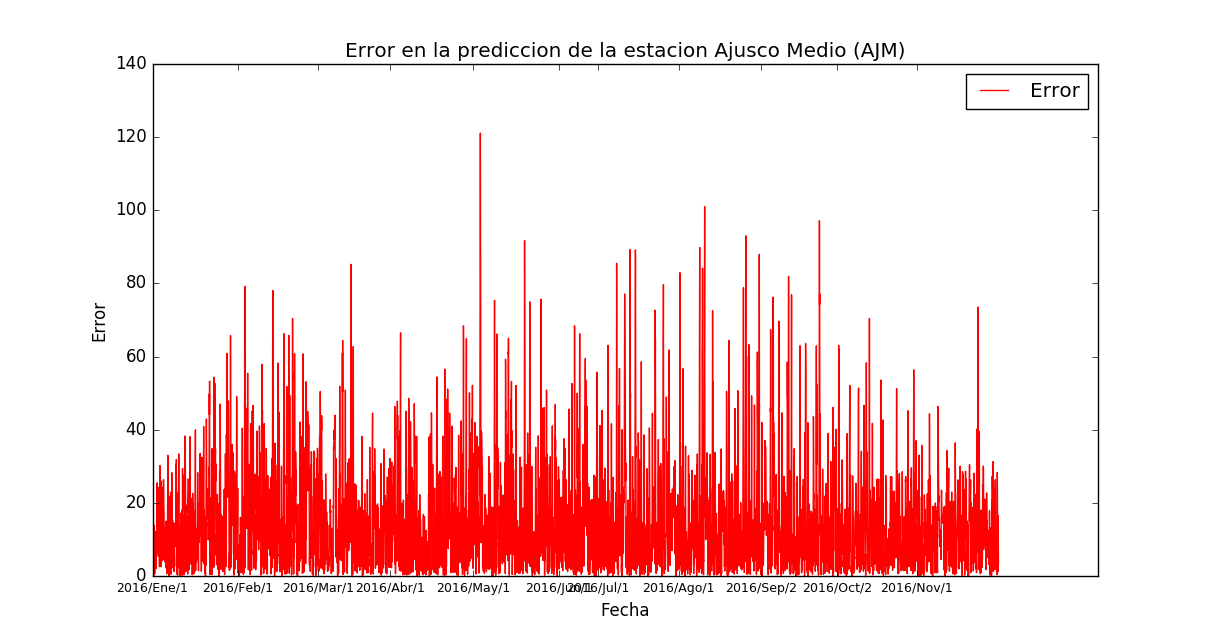 Error en la prediccion de la estacion Ajusco Medio (AJM)
140
Error
120
100
80
60
40
20
0
Error
2016/Ene/1 2016/Feb/1 2016/Mar/1 2016/Abr/1 2016/May/1 2016/Jun/1 2016/Jul/1 2016/Ago/1 2016/Sep/2 2016/Oct/2 2016/Nov/1
Fecha